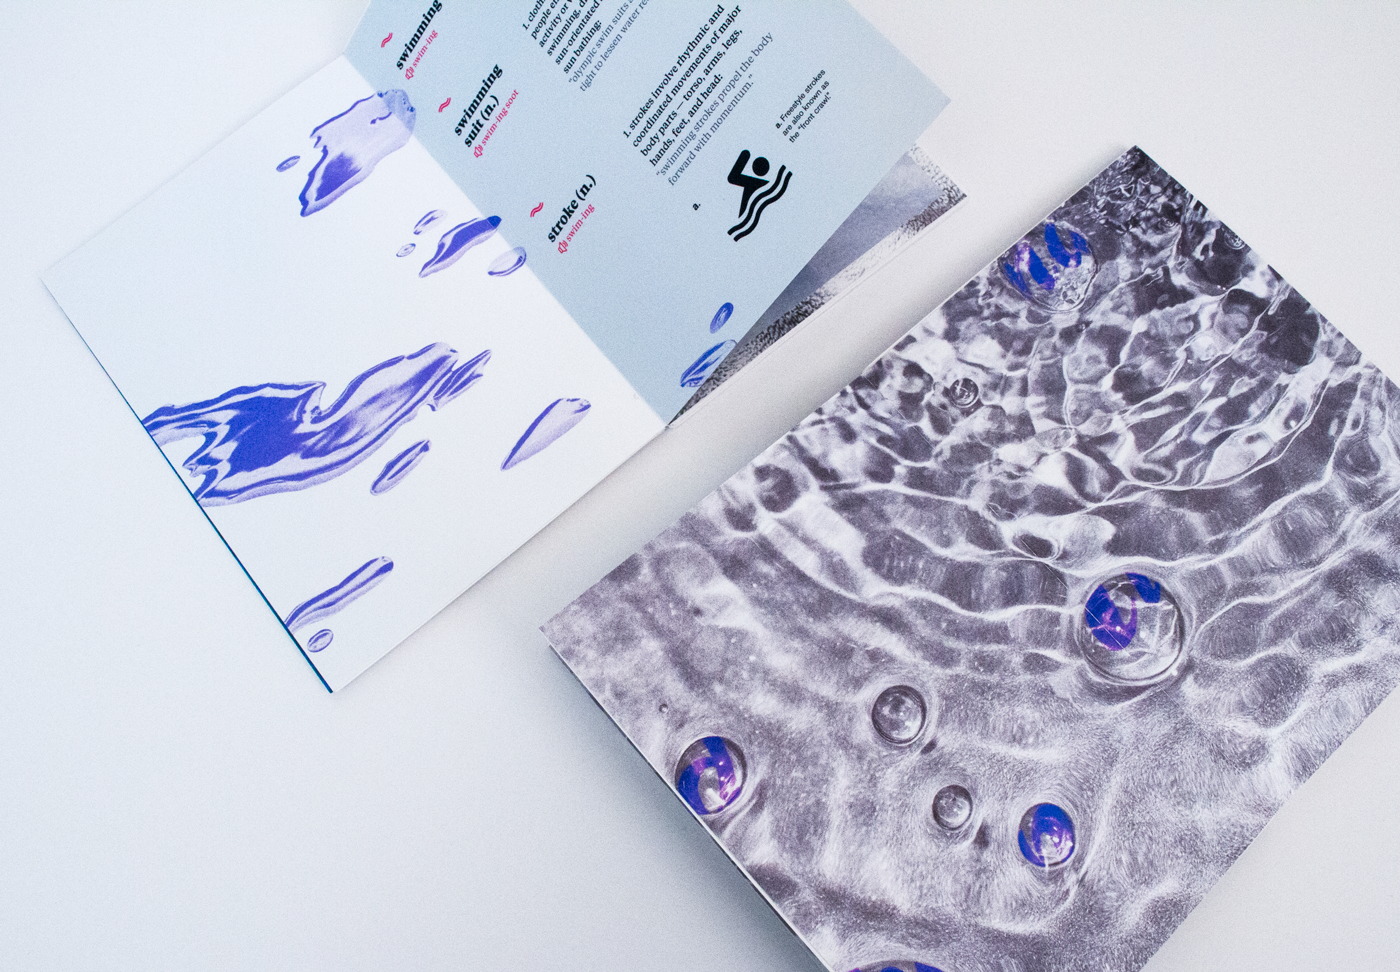 swimming
swim-ing
swimming
suit (n.)
swim-ing soot
1. cloth
people
activity or
swimming, 
sun-orientated
sun bathing:
"olympic swim suits
tight to lessen water
stroke (n.)
swim-ing
1. strokes involve rhythmic and
coordinated movements of major
body parts — torso, arms, legs,
hands, feet, and head:
"swimming strokes propel the body
forward with momentum."
a.
a. Freestyle strokes
are also known as
the "front crawl."